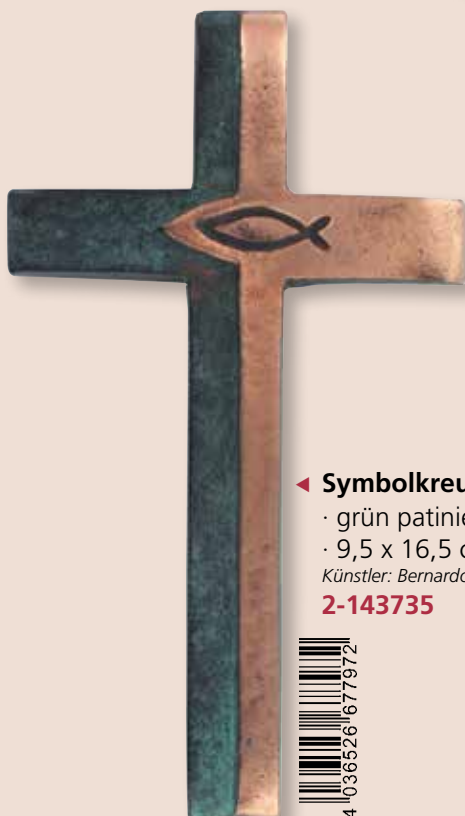 ◄ Symbolkreu
· grün patinie
· 9,5 x 16,5 c
Künstler: Bernardo
2-143735
4 036526 677972